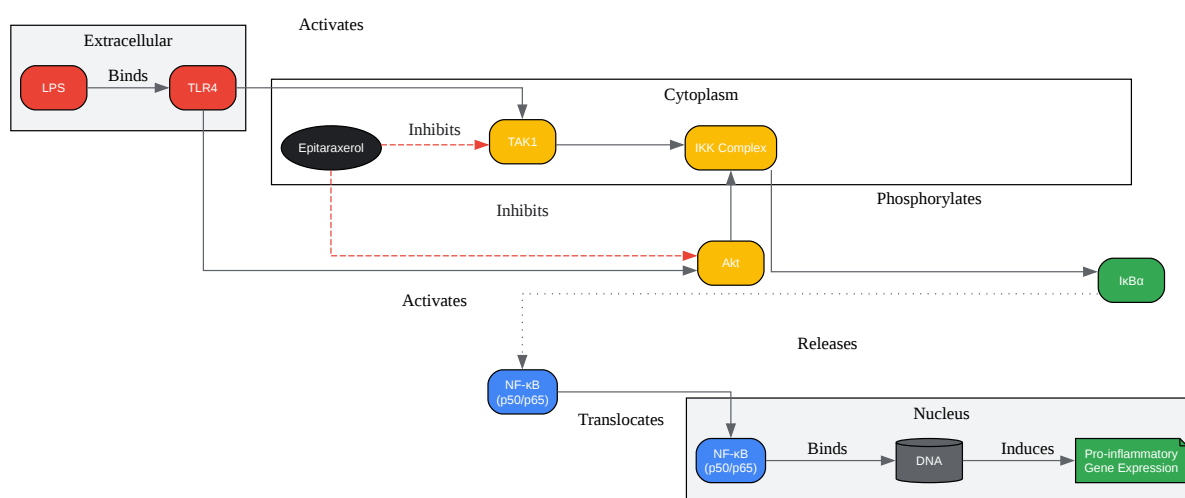 Activates
Extracellular
LPS
Binds
TLR4
Cytoplasm
Epitaraxerol
Inhibits
TAK1
IKK Complex
Phosphorylates
Inhibits
Akt
IκBα
Activates
Releases
NF-κB
(p50/p65)
Translocates
Nucleus
NF-κB
(p50/p65)
Binds
DNA
Induces
Pro-inflammatory
Gene Expression